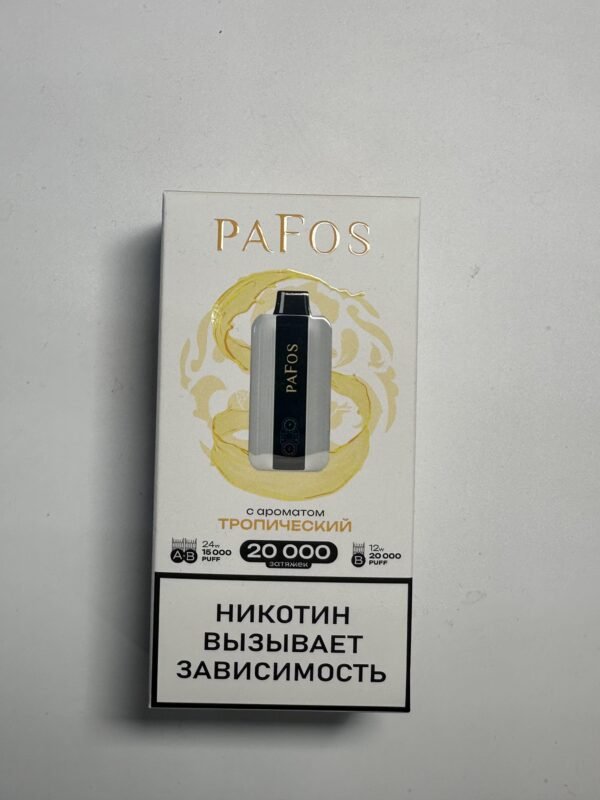 PAFOS
PAFOS
с ароматом
ТРОПИЧЕСКИЙ
A+B 24w 15 000 PUFF
20 000 затяжек
B 12w 20 000 PUFF
НИКОТИН
ВЫЗЫВАЕТ
ЗАВИСИМОСТЬ